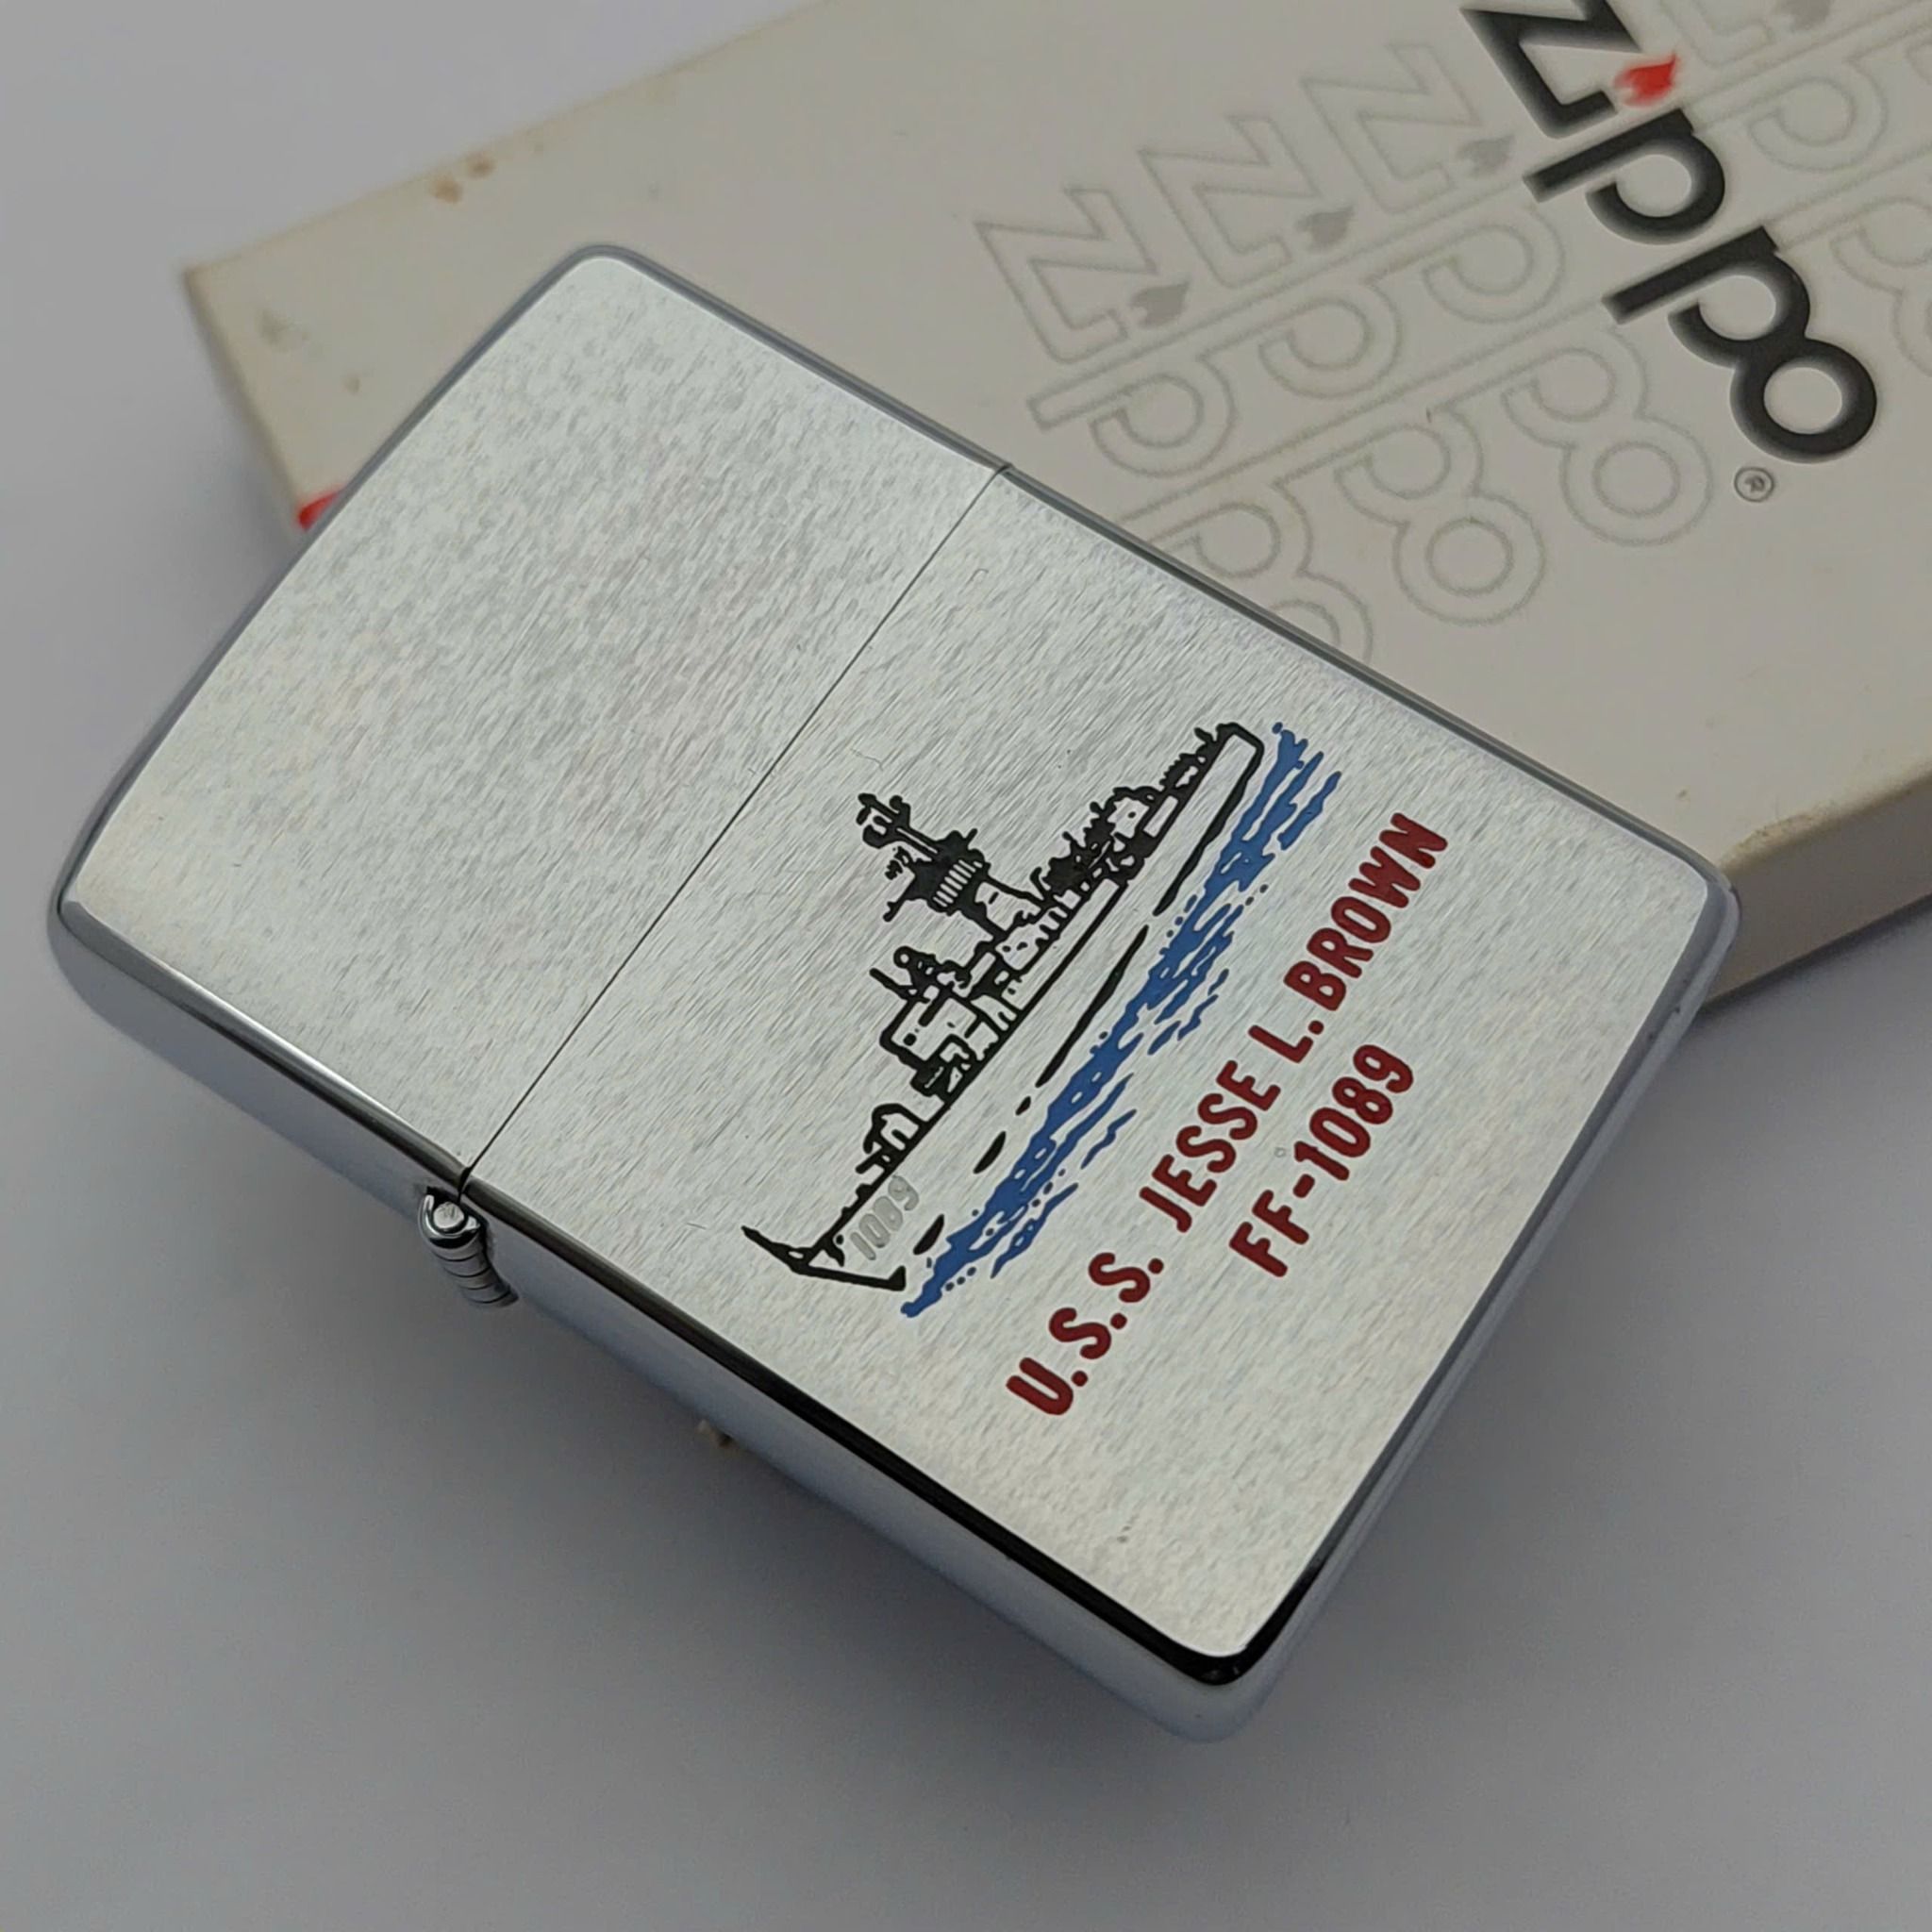 Zippo
®
1089
U.S.S. JESSE L. BROWN
FF-1089